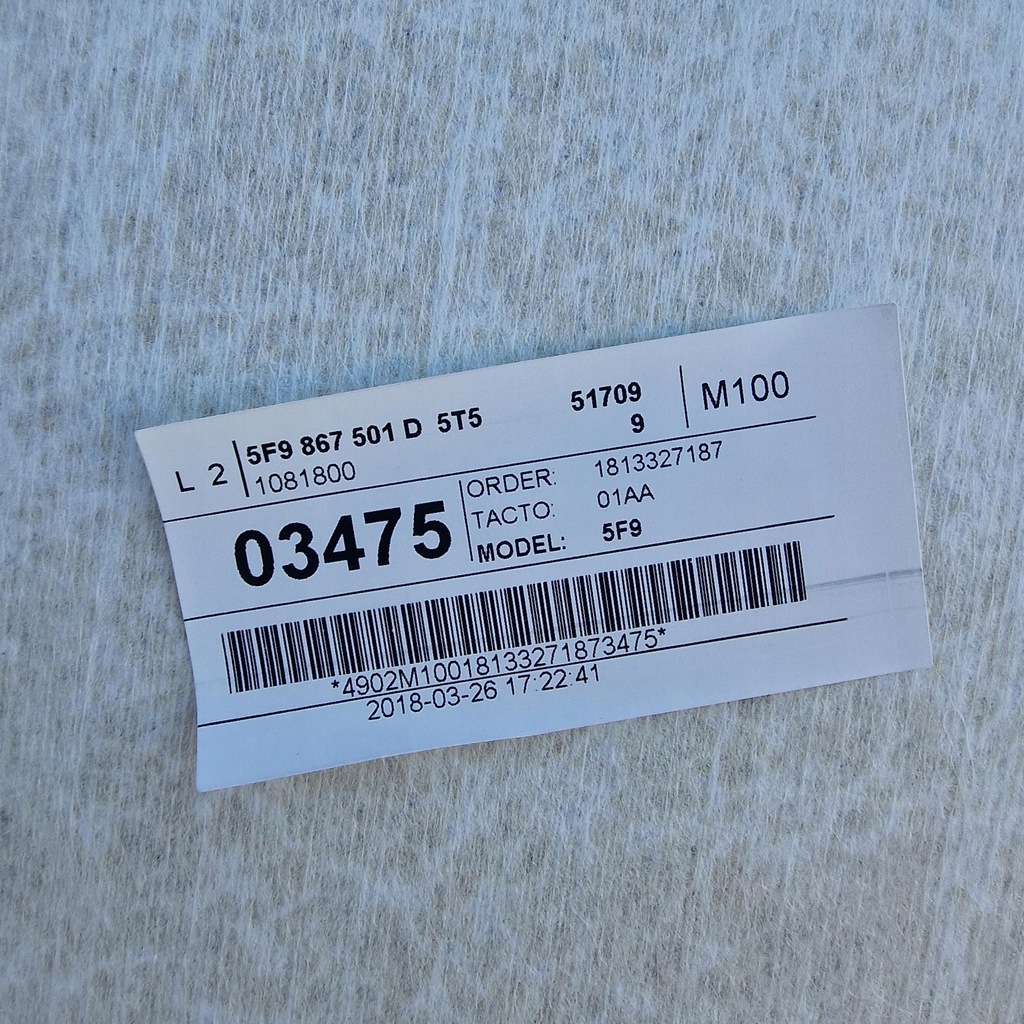 L 2
5F9 867 501 D 5T5
51709
9
M100
1081800
03475
ORDER: 1813327187
TACTO: 01AA
MODEL: 5F9
*4902M10018133271873475*
2018-03-26 17:22:41